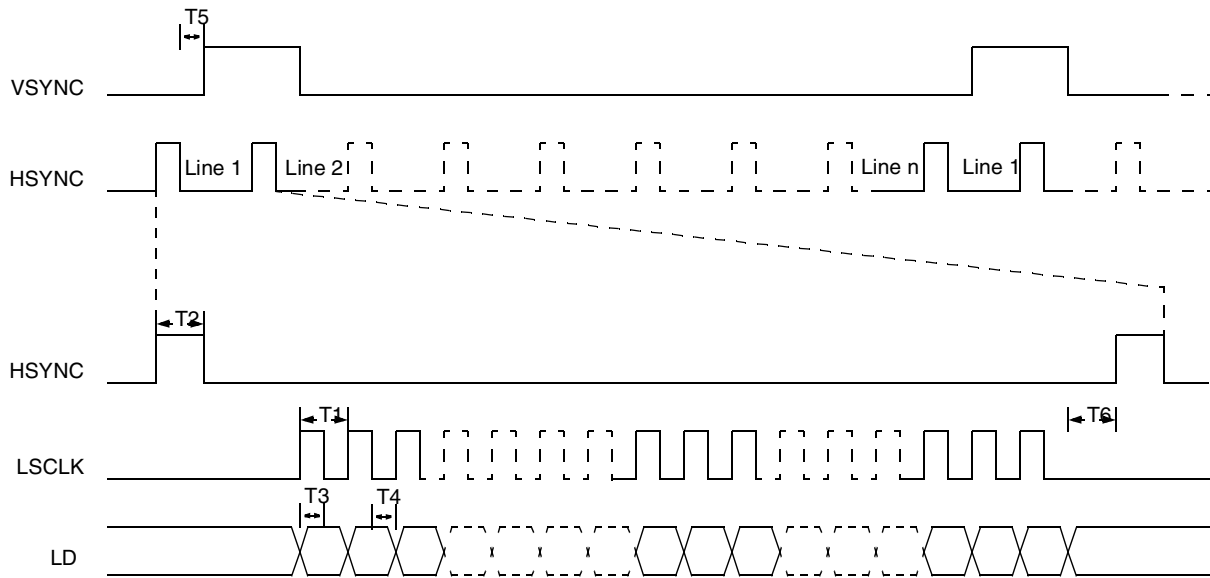 T5
VSYNC
HSYNC
Line 1
Line 2
Line n
Line 1
T2
HSYNC
T1
T6
LSCLK
T3
T4
LD